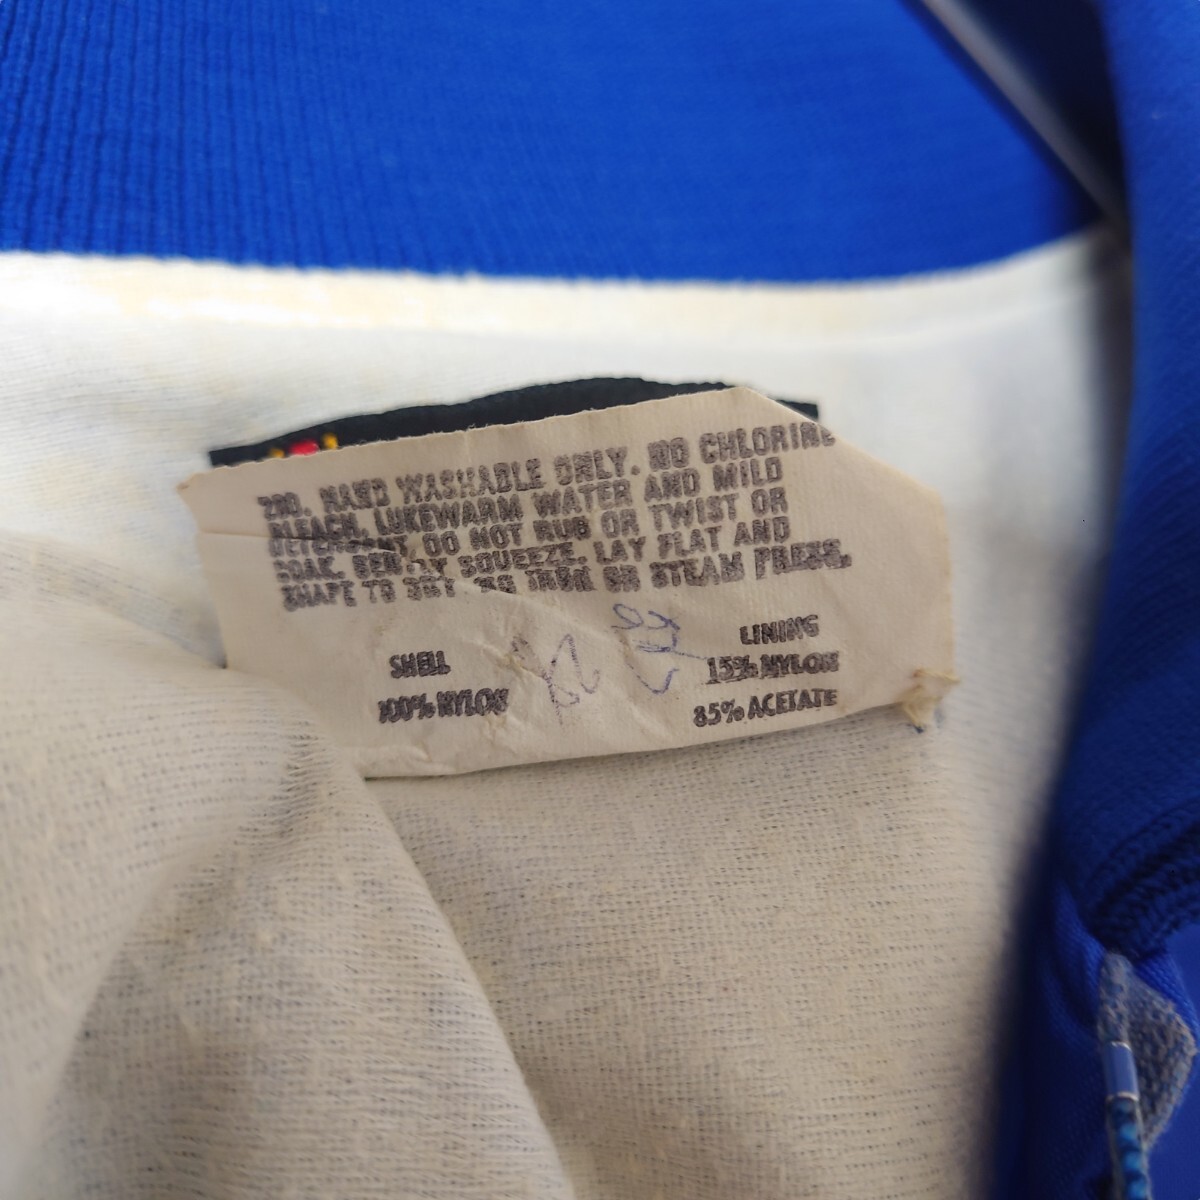 200. HAND WASHABLE ONLY. NO CHLORINE
BLEACH. LUKEWARM WATER AND MILD
DETERGENT. DO NOT RUB OR TWIST OR
SOAK. GENTLY SQUEEZE. LAY FLAT AND
SHAPE TO DRY. NO IRON OR STEAM PRESS.
SHELL
100% NYLON
LINING
15% NYLON
85% ACETATE